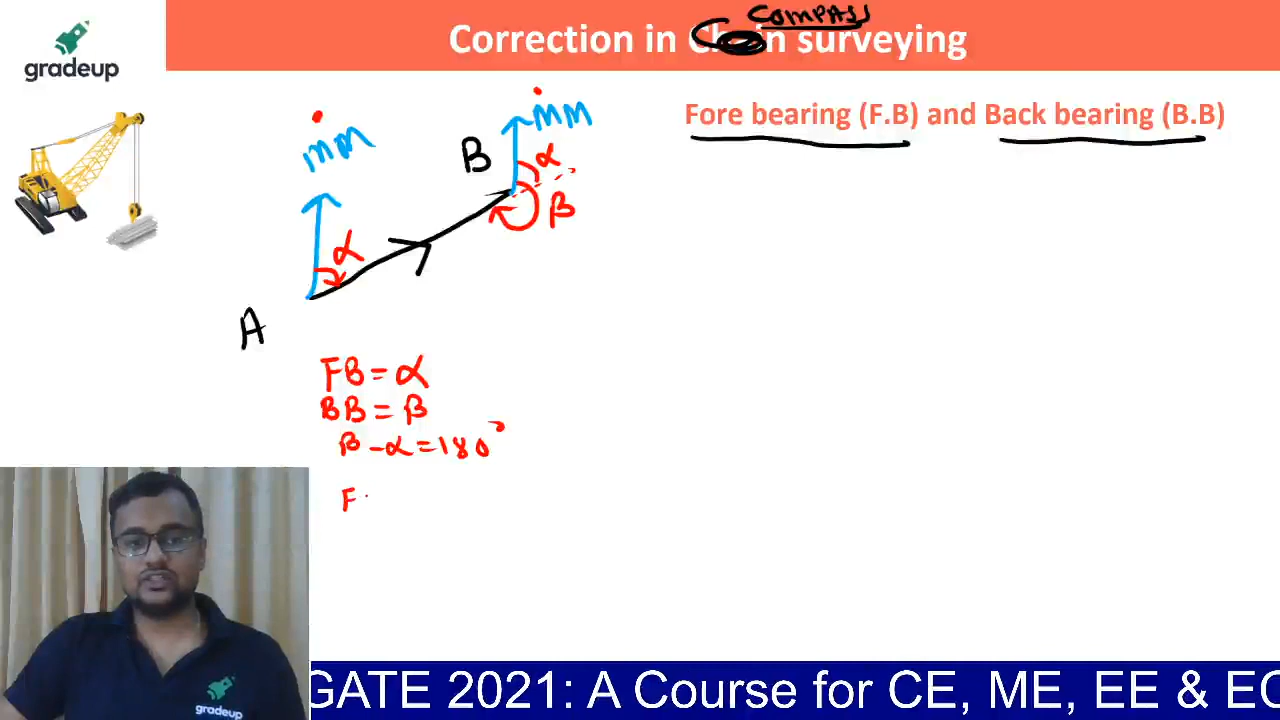 gradeup
COMPASS
Correction in Chain surveying
Fore bearing (F.B) and Back bearing (B.B)
mM
mM
B
α
β
α
A
FB = α
BB = β
β - α = 180°
F.
gradeup
GATE 2021: A Course for CE, ME, EE & EC